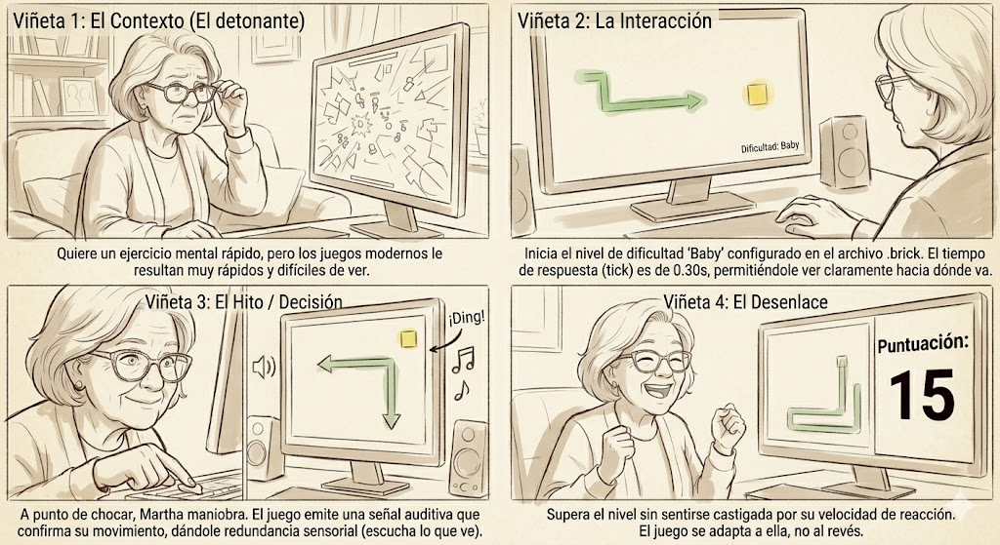 Viñeta 1: El Contexto (El detonante)
Quiere un ejercicio mental rápido, pero los juegos modernos le
resultan muy rápidos y difíciles de ver.
Viñeta 2: La Interacción
Dificultad: Baby
Inicia el nivel de dificultad ‘Baby’ configurado en el archivo .brick. El tiempo
de respuesta (tick) es de 0.30s, permitiéndole ver claramente hacia dónde va.
Viñeta 3: El Hito / Decisión
¡Ding!
A punto de chocar, Martha maniobra. El juego emite una señal auditiva que
confirma su movimiento, dándole redundancia sensorial (escucha lo que ve).
Viñeta 4: El Desenlace
Puntuación:
15
Supera el nivel sin sentirse castigada por su velocidad de reacción.
El juego se adapta a ella, no al revés.